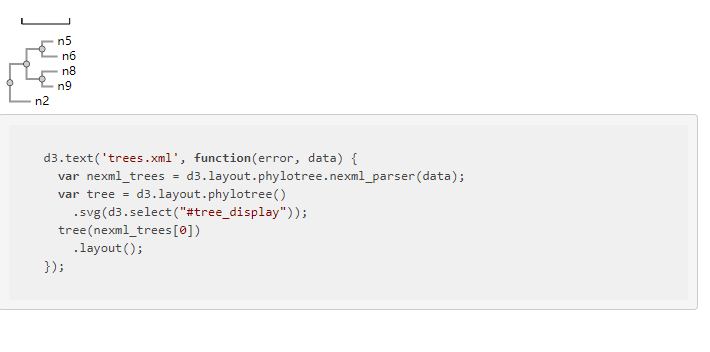 n5
n6
n8
n9
n2
d3.text('trees.xml', function(error, data) {
  var nexml_trees = d3.layout.phylotree.nexml_parser(data);
  var tree = d3.layout.phylotree()
    .svg(d3.select("#tree_display"));
  tree(nexml_trees[0])
    .layout();
});